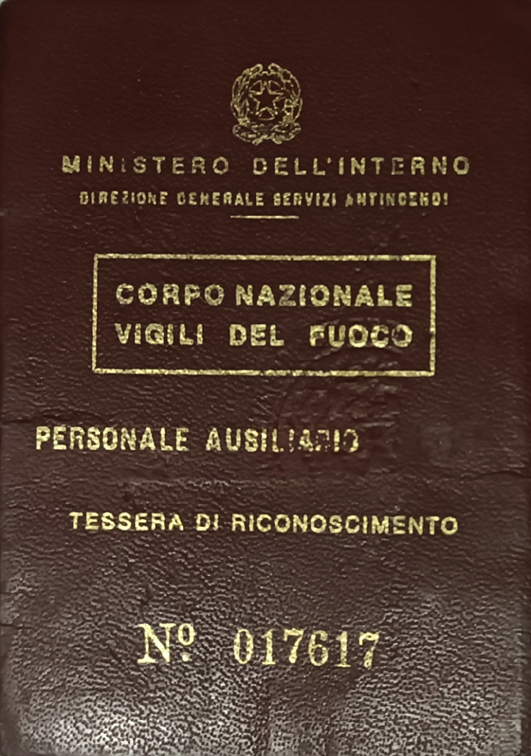 MINISTERO DELL'INTERNO
DIREZIONE GENERALE SERVIZI ANTINCENDI
CORPO NAZIONALE
VIGILI DEL FUOCO
PERSONALE AUSILIARIO
TESSERA DI RICONOSCIMENTO
Nº. 017617